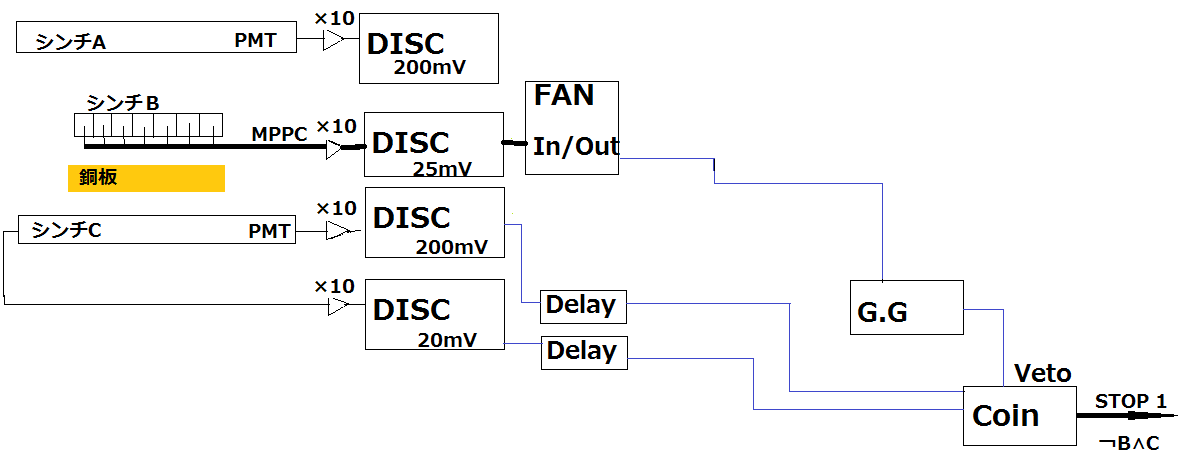 ×10
シンチA PMT
DISC
200mV
シンチB
FAN
MPPC
×10
DISC
25mV
In/Out
銅板
×10
シンチC PMT
DISC
200mV
×10
DISC
20mV
Delay
Delay
G.G
Veto
Coin
STOP 1
￢B∧C